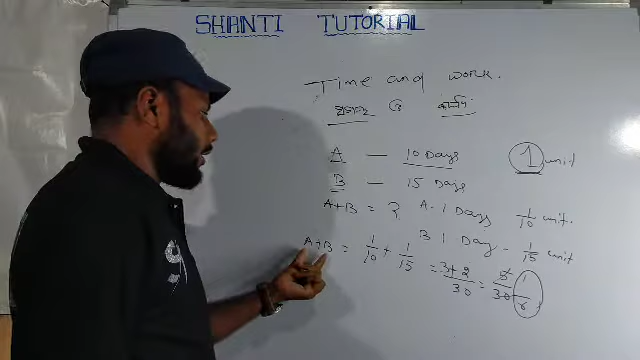 SHANTI TUTORIAL
Time and work.
A — 10 Days
1 unit
B — 15 Days
A+B = ? A - 1 Days 1/10 unit.
B 1 Day - 1/15 unit
A+B = 1/10 + 1/15 = 3+2/30 = 5/30 1/6